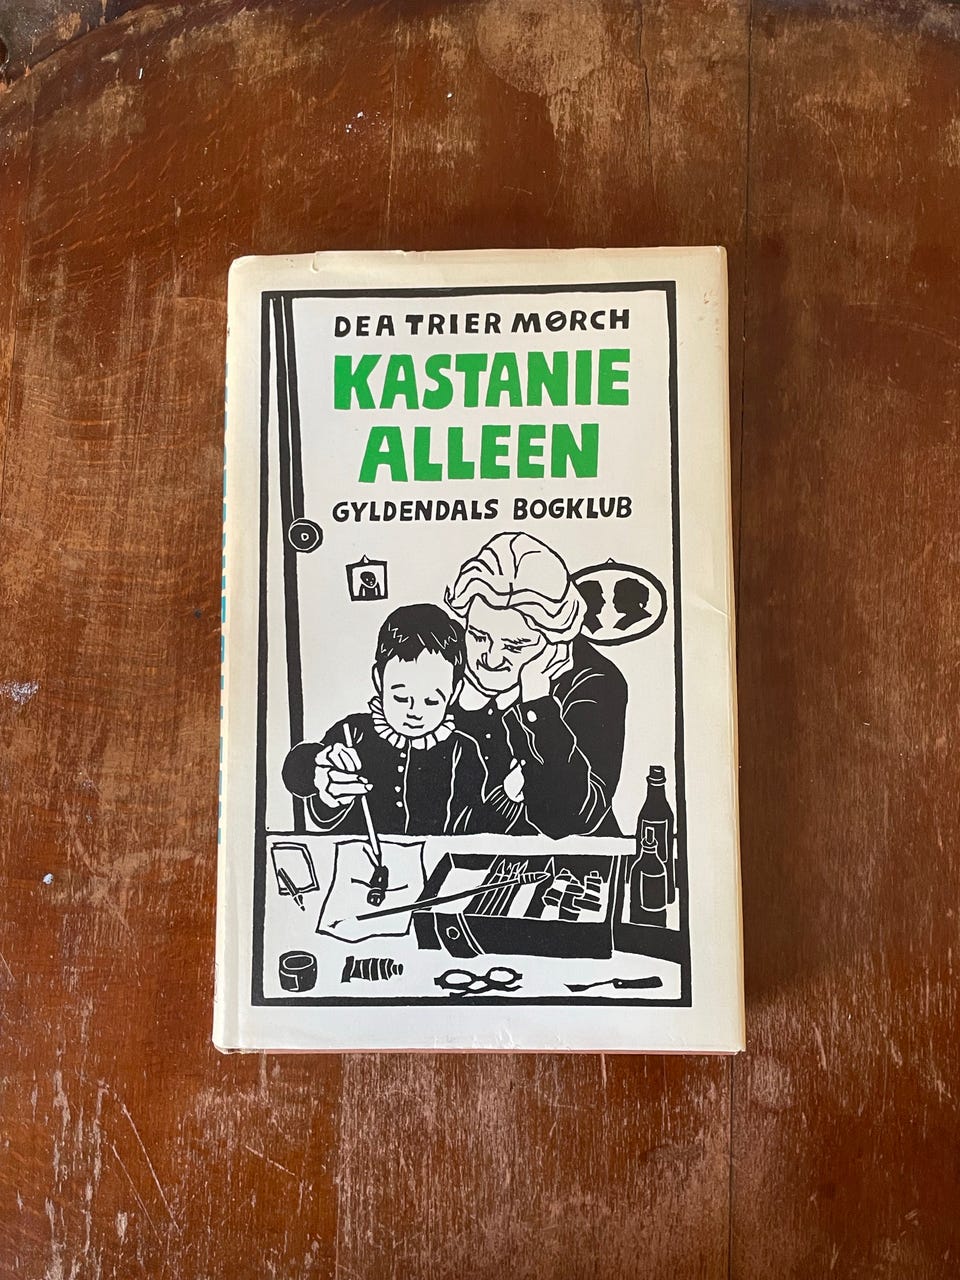 DEA TRIER MØRCH
KASTANIE
ALLEEN
GYLDENDALS BOGKLUB